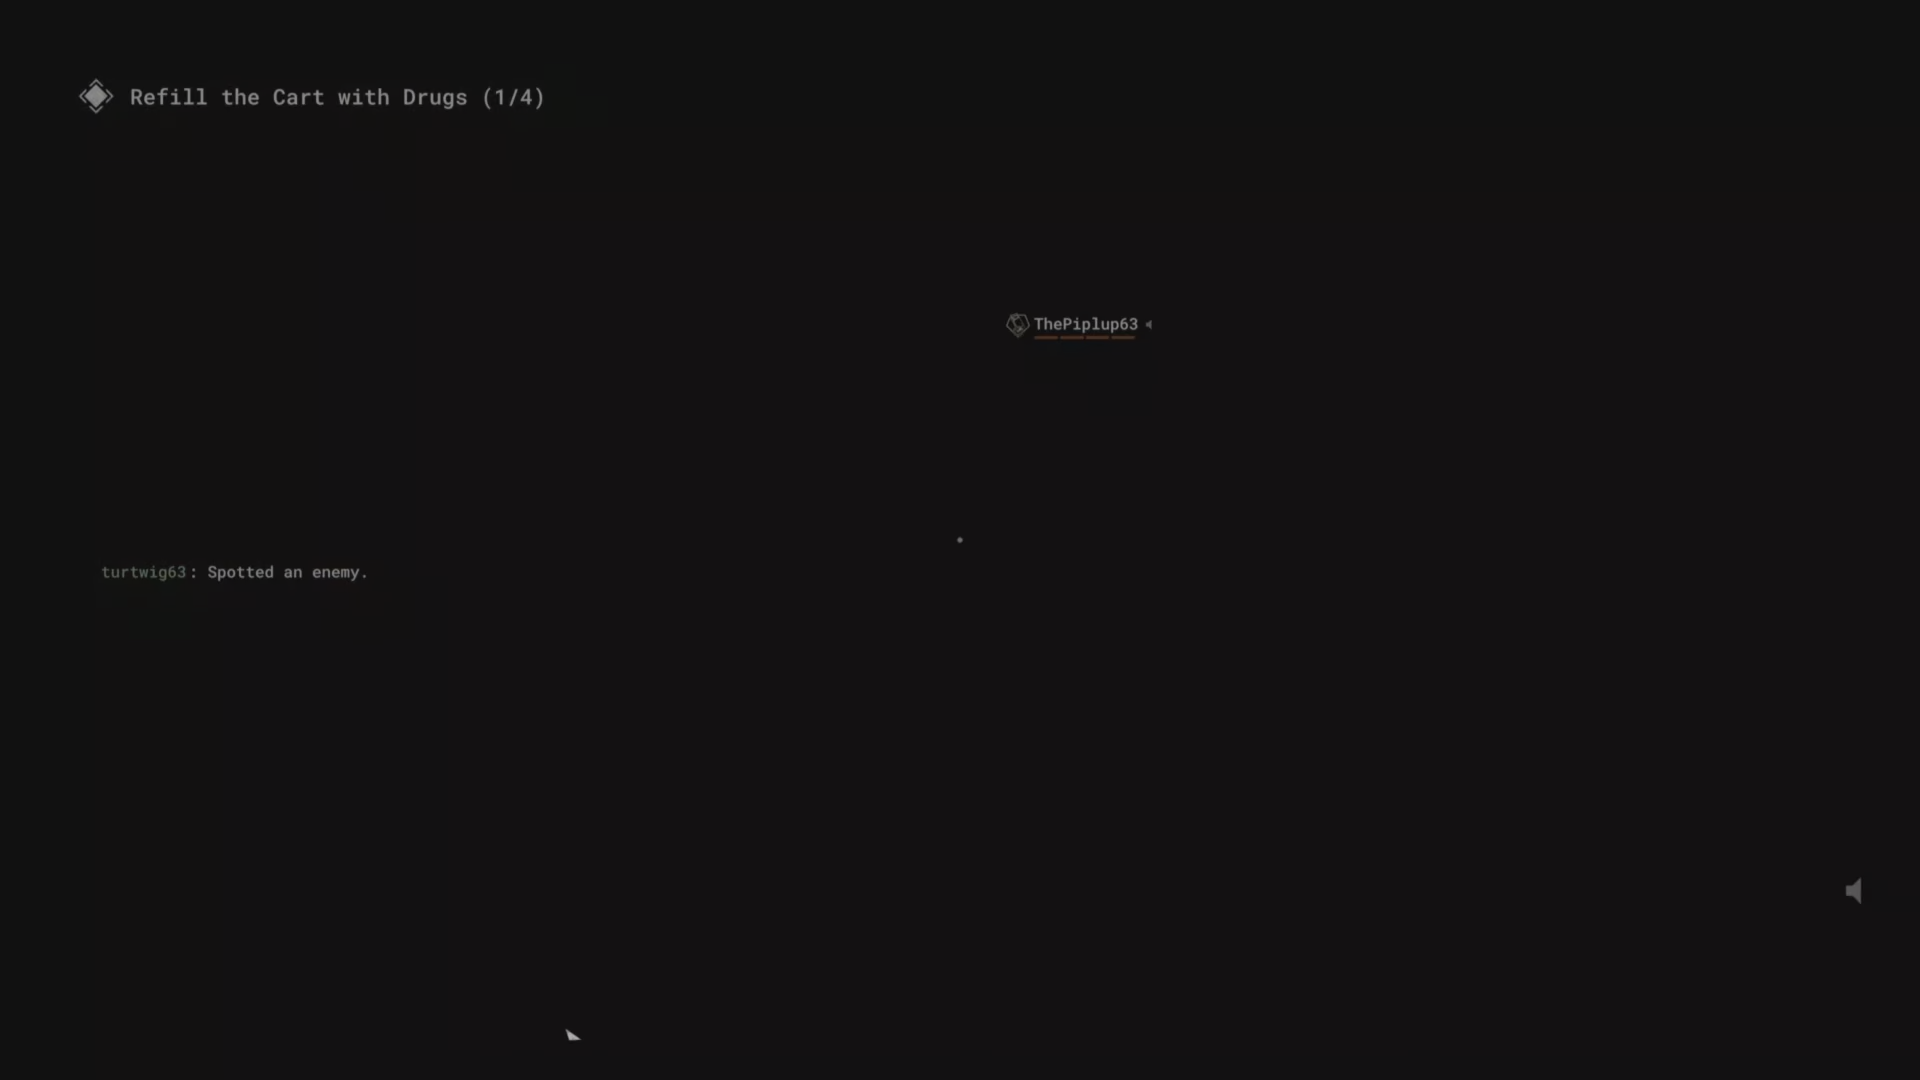 Refill the Cart with Drugs (1/4)
ThePiplup63
turtwig63: Spotted an enemy.